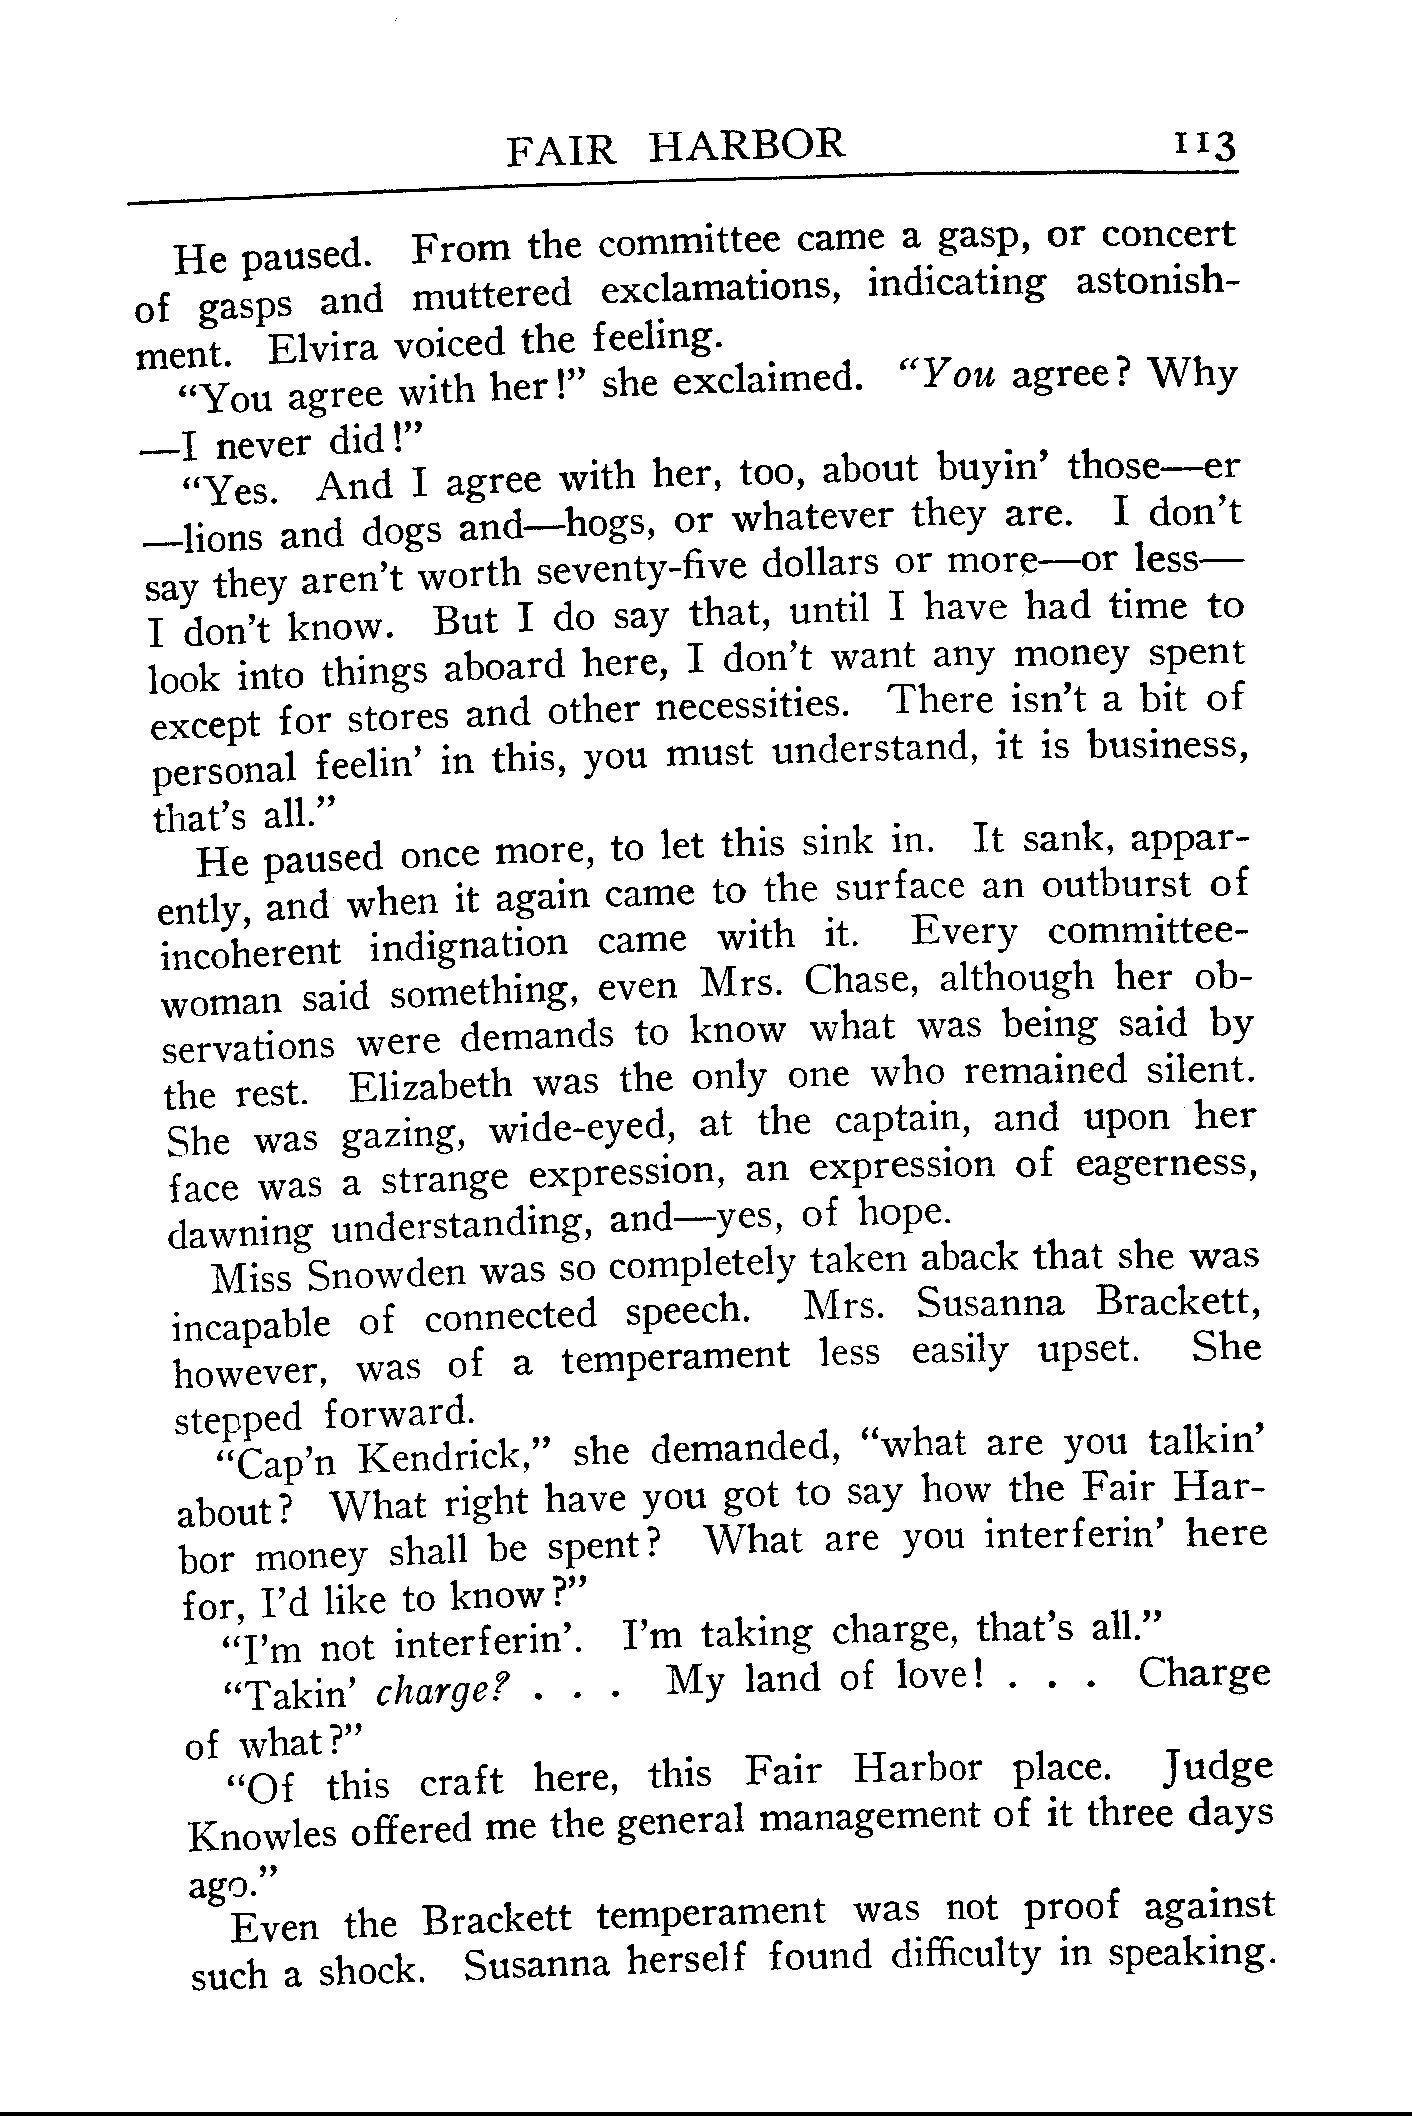 FAIR HARBOR 113
He paused. From the committee came a gasp, or concert
of gasps and muttered exclamations, indicating astonish-
ment. Elvira voiced the feeling.
“You agree with her!” she exclaimed. “You agree? Why
—I never did!”
“Yes. And I agree with her, too, about buyin’ those—er
—lions and dogs and—hogs, or whatever they are. I don’t
say they aren’t worth seventy-five dollars or more—or less—
I don’t know. But I do say that, until I have had time to
look into things aboard here, I don’t want any money spent
except for stores and other necessities. There isn’t a bit of
personal feelin’ in this, you must understand, it is business,
that’s all.”
He paused once more, to let this sink in. It sank, appar-
ently, and when it again came to the surface an outburst of
incoherent indignation came with it. Every committee-
woman said something, even Mrs. Chase, although her ob-
servations were demands to know what was being said by
the rest. Elizabeth was the only one who remained silent.
She was gazing, wide-eyed, at the captain, and upon her
face was a strange expression, an expression of eagerness,
dawning understanding, and—yes, of hope.
Miss Snowden was so completely taken aback that she was
incapable of connected speech. Mrs. Susanna Brackett,
however, was of a temperament less easily upset. She
stepped forward.
“Cap’n Kendrick,” she demanded, “what are you talkin’
about? What right have you got to say how the Fair Har-
bor money shall be spent? What are you interferin’ here
for, I’d like to know?”
“I’m not interferin’. I’m taking charge, that’s all.”
“Takin’ charge? . . . My land of love! . . . Charge
of what?”
“Of this craft here, this Fair Harbor place. Judge
Knowles offered me the general management of it three days
ago.”
Even the Brackett temperament was not proof against
such a shock. Susanna herself found difficulty in speaking.